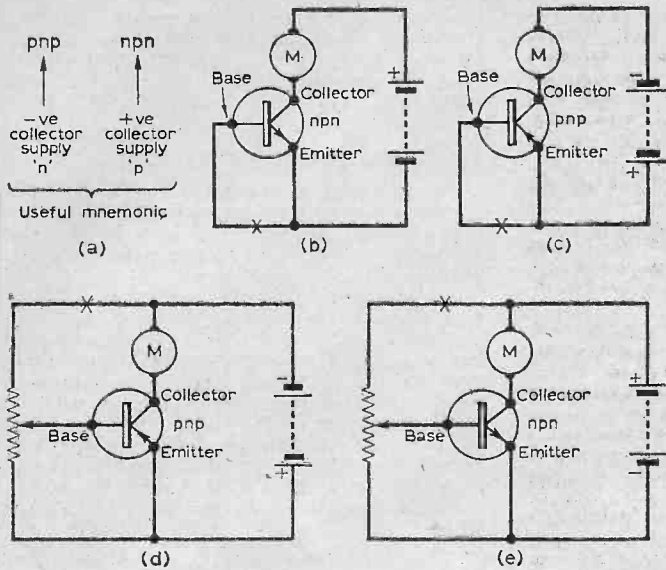 pnp npn
-ve +ve
collector collector
supply supply
'n' 'p'
Useful mnemonic
(a)
M
+
Base
Collector
npn
Emitter
-
(b)
M
-
Base
Collector
pnp
Emitter
+
(c)
M
-
Collector
Base
pnp
Emitter
+
(d)
M
+
Collector
Base
npn
Emitter
-
(e)